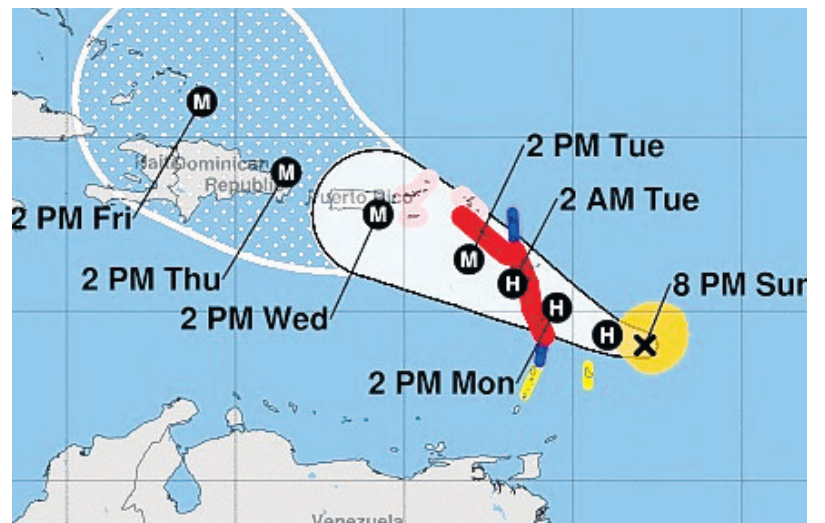 M
2 PM Tue
Dominican
M
2 AM Tue
Republi
Puerto Rico
2 PM Fri
M
2 PM Thu
M
H
8 PM Sun
2 PM Wed
H
H
2 PM Mon
Venezuela